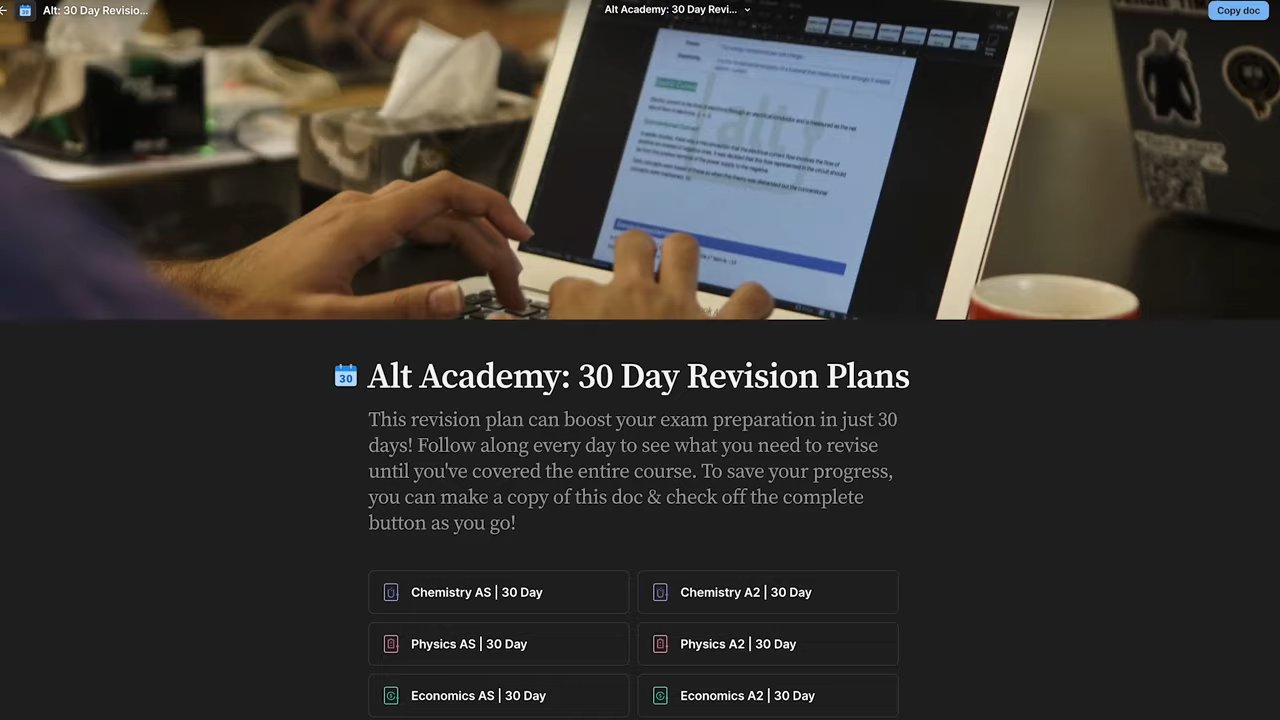 Alt: 30 Day Revisio...
Alt Academy: 30 Day Revi...
Copy doc
30
Alt Academy: 30 Day Revision Plans
This revision plan can boost your exam preparation in just 30
days! Follow along every day to see what you need to revise
until you've covered the entire course. To save your progress,
you can make a copy of this doc & check off the complete
button as you go!
Chemistry AS | 30 Day
Chemistry A2 | 30 Day
Physics AS | 30 Day
Physics A2 | 30 Day
Economics AS | 30 Day
Economics A2 | 30 Day